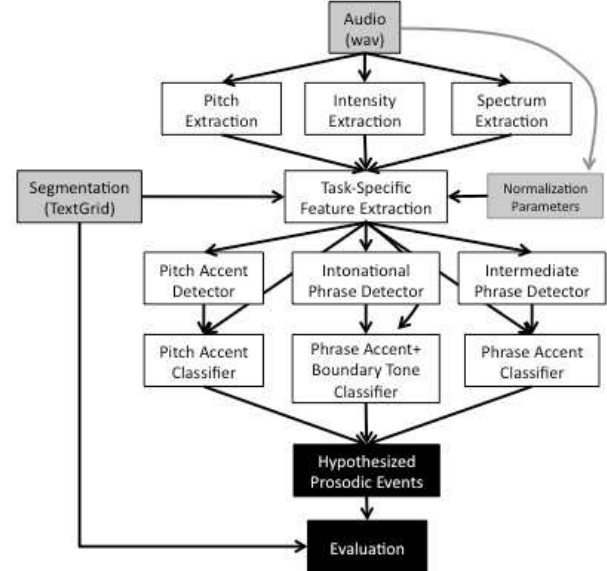 Audio
(wav)
Pitch
Extraction
Intensity
Extraction
Spectrum
Extraction
Segmentation
(TextGrid)
Task-Specific
Feature Extraction
Normalization
Parameters
Pitch Accent
Detector
Intonational
Phrase Detector
Intermediate
Phrase Detector
Pitch Accent
Classifier
Phrase Accent+
Boundary Tone
Classifier
Phrase Accent
Classifier
Hypothesized
Prosodic Events
Evaluation